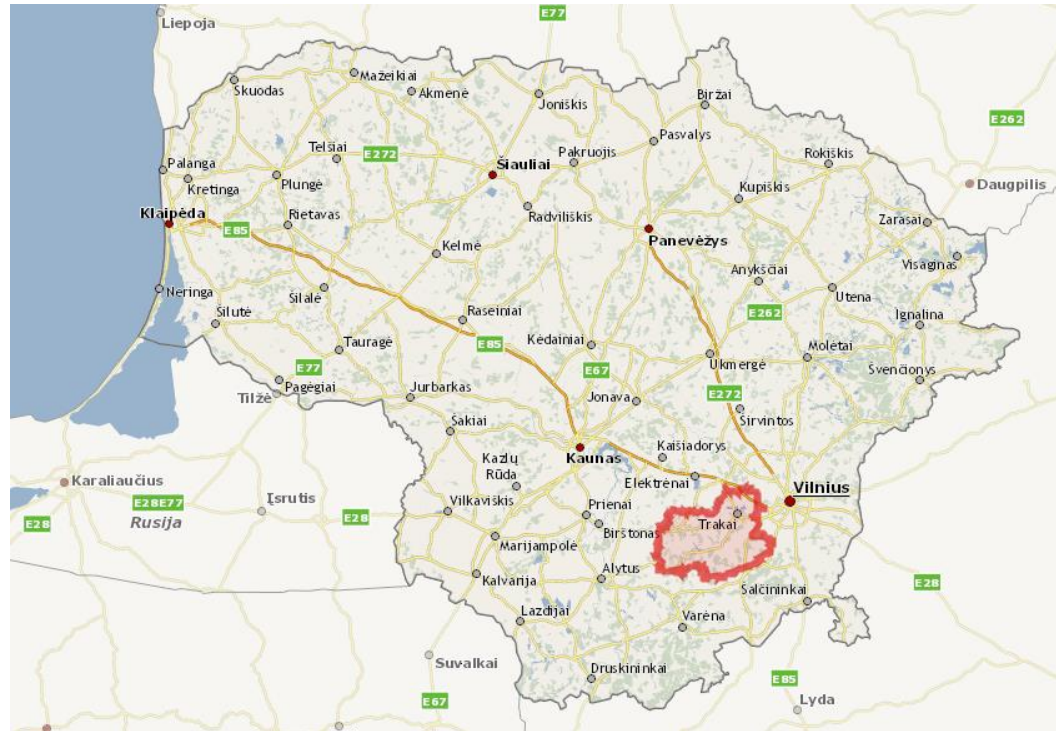 Liepoja
E77
Mažeikiai
Skuodas
Akmenė
Joniškis
Biržai
E262
Pasvalys
Telšiai
E272
Pakruojis
Rokiškis
Palanga
Šiauliai
Kretinga
Plungė
Daugpilis
Kupiškis
Klaipėda
Rietavas
Radviliškis
Zarasai
E85
Panevėžys
Kelmė
Visaginas
Anykščiai
Neringa
Šilalė
Utena
Šilutė
Raseiniai
E262
Ignalina
Tauragė
E85
Kėdainiai
Ukmergė
Molėtai
E77
E67
Švenčionys
Pagėgiai
Tilžė
Jurbarkas
Jonava
E272
Širvintos
Šakiai
Kaunas
Kaišiadorys
Kazlų
Rūda
Karaliaučius
Elektrėnai
Vilnius
E28E77
Įsrutis
Vilkaviškis
Prienai
Trakai
E28
Rusija
E28
Birštonas
Marijampolė
Kalvarija
Alytus
E28
Šalčininkai
Lazdijai
Varėna
Suvalkai
Druskininkai
E85
E67
Lyda